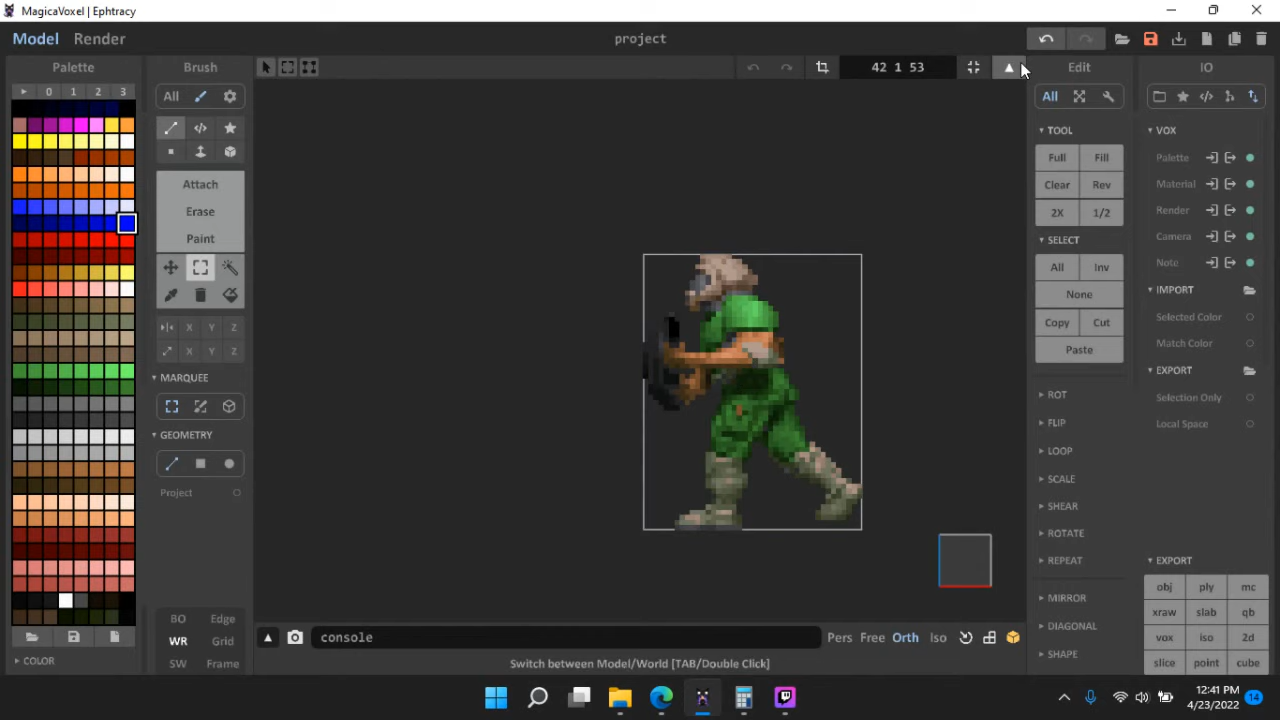 MagicaVoxel | Ephtracy
Model Render
project
Palette
0 1 2 3
COLOR
Brush
All
Attach
Erase
Paint
X Y Z
X Y Z
MARQUEE
GEOMETRY
Project
BO Edge
WR Grid
SW Frame
42 1 53
console
Pers Free Orth Iso
Switch between Model/World [TAB/Double Click]
Edit
All
TOOL
Full Fill
Clear Rev
2X 1/2
SELECT
All Inv
None
Copy Cut
Paste
ROT
FLIP
LOOP
SCALE
SHEAR
ROTATE
REPEAT
MIRROR
DIAGONAL
SHAPE
IO
VOX
Palette
Material
Render
Camera
Note
IMPORT
Selected Color
Match Color
EXPORT
Selection Only
Local Space
EXPORT
obj ply mc
xraw slab qb
vox iso 2d
slice point cube
12:41 PM
4/23/2022
14